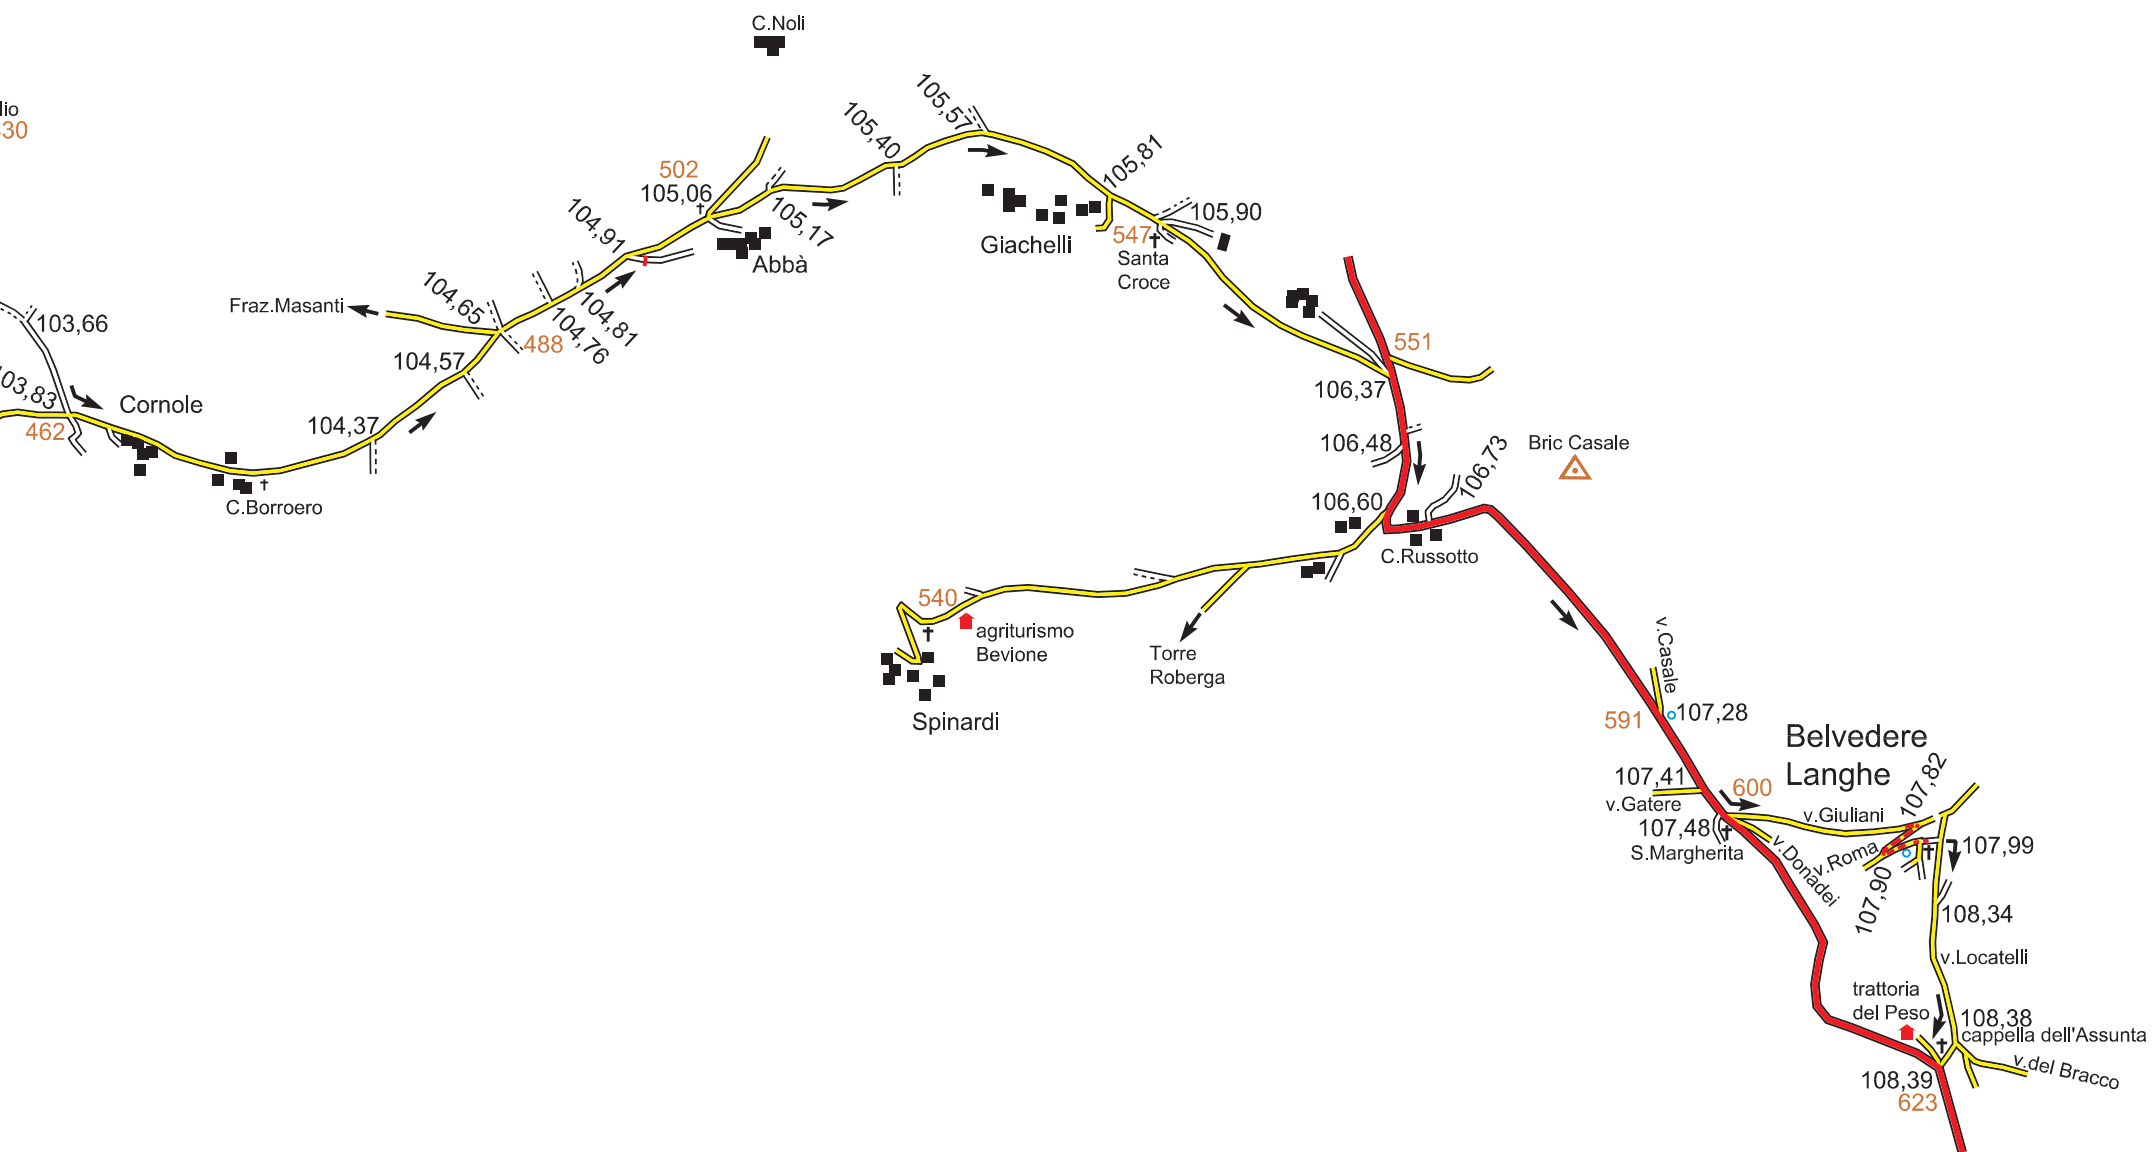 C.Noli
lio
30
502
105,06
105,17
105,40
105,57
105,81
105,90
Giachelli
547
Santa
Croce
Abbà
104,91
104,81
104,76
104,65
488
Fraz.Masanti
104,57
104,37
103,66
103,83
462
Cornole
C.Borroero
551
106,37
106,48
106,60
106,73
Bric Casale
C.Russotto
540
agriturismo
Bevione
Torre
Roberga
Spinardi
v.Casale
591
107,28
107,41
v.Gatere
600
107,48
S.Margherita
Belvedere
Langhe
107,82
v.Giuliani
v.Roma
v.Donadei
107,90
107,99
108,34
v.Locatelli
trattoria
del Peso
108,38
cappella dell'Assunta
v.del Bracco
108,39
623